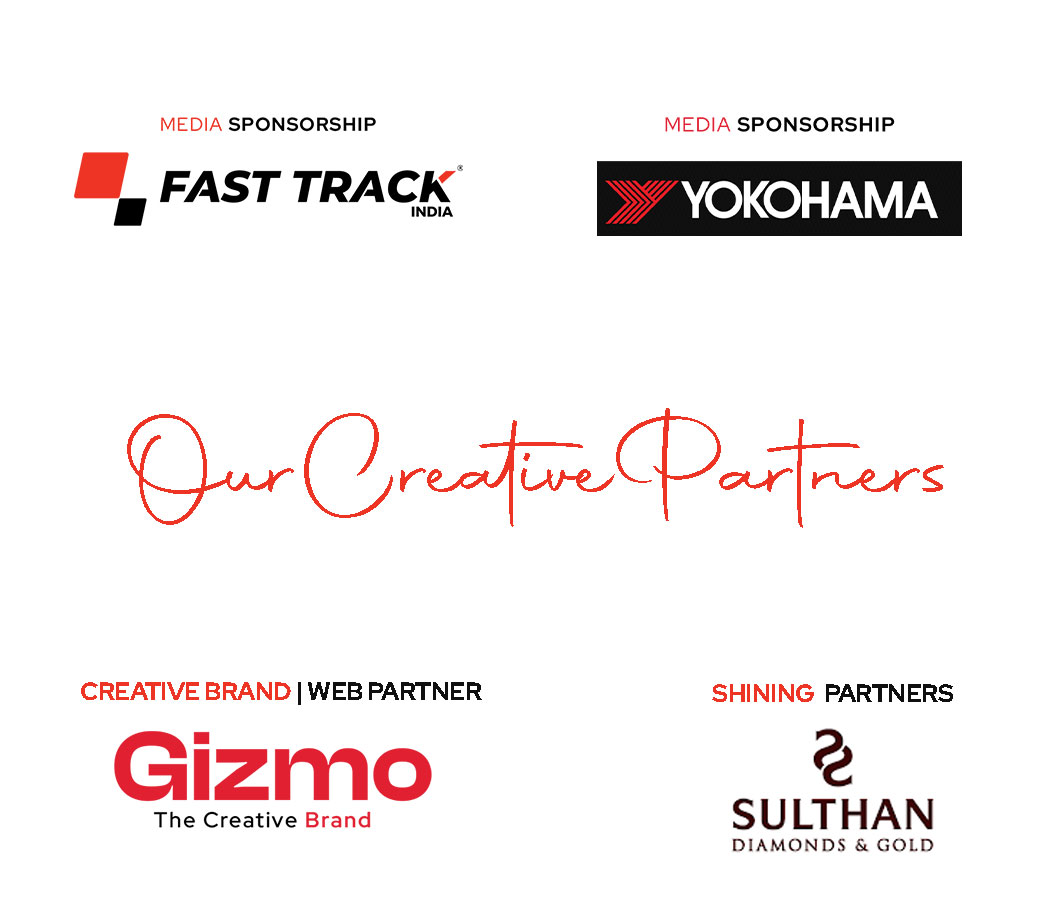 MEDIA SPONSORSHIP
FAST TRACK®
INDIA
MEDIA SPONSORSHIP
YOKOHAMA
Our Creative Partners
CREATIVE BRAND | WEB PARTNER
Gizmo
The Creative Brand
SHINING PARTNERS
SULTHAN
DIAMONDS & GOLD